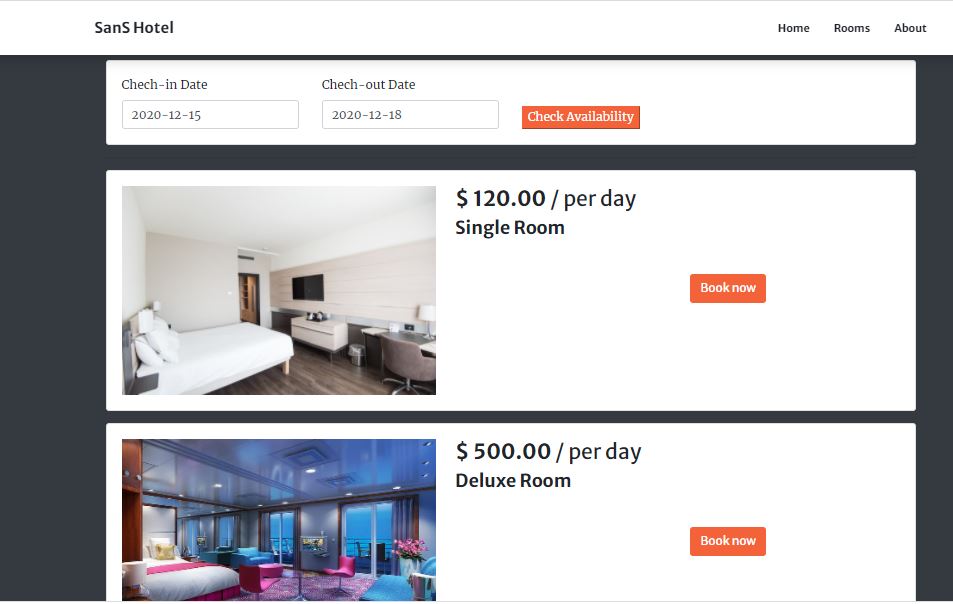 SanS Hotel
Home Rooms About
Chech-in Date Chech-out Date
2020-12-15 2020-12-18 Check Availability
$ 120.00 / per day
Single Room
Book now
$ 500.00 / per day
Deluxe Room
Book now